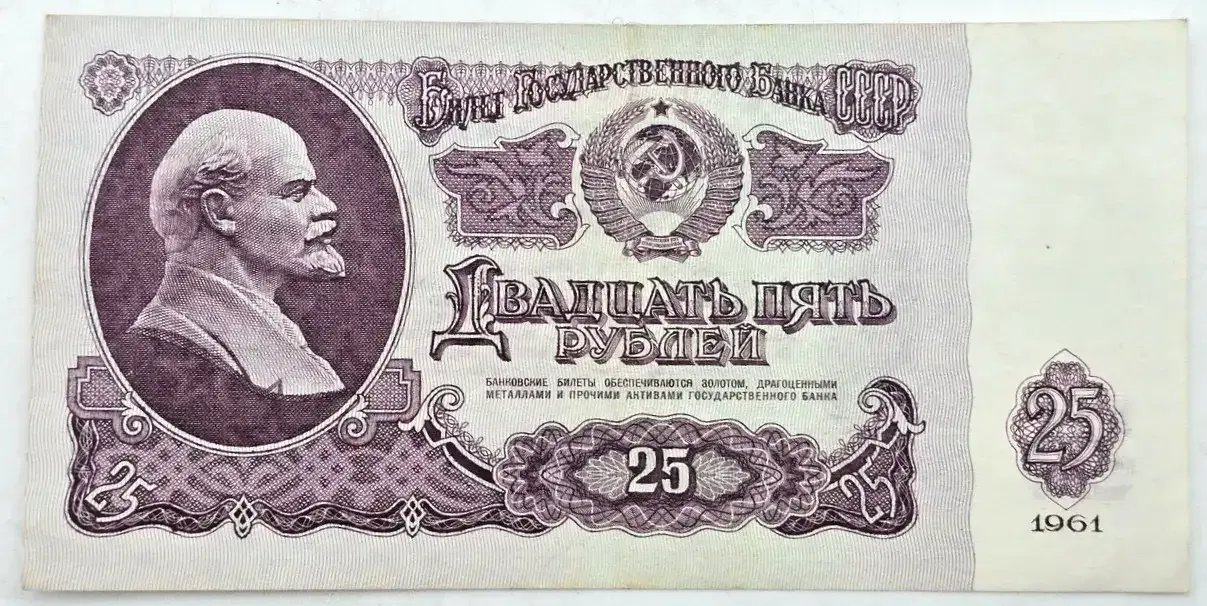 Билет Государственного Банка СССР
Двадцать пять
рублей
БАНКОВСКИЕ БИЛЕТЫ ОБЕСПЕЧИВАЮТСЯ ЗОЛОТОМ, ДРАГОЦЕННЫМИ
МЕТАЛЛАМИ И ПРОЧИМИ АКТИВАМИ ГОСУДАРСТВЕННОГО БАНКА
25
25
25
25
1961